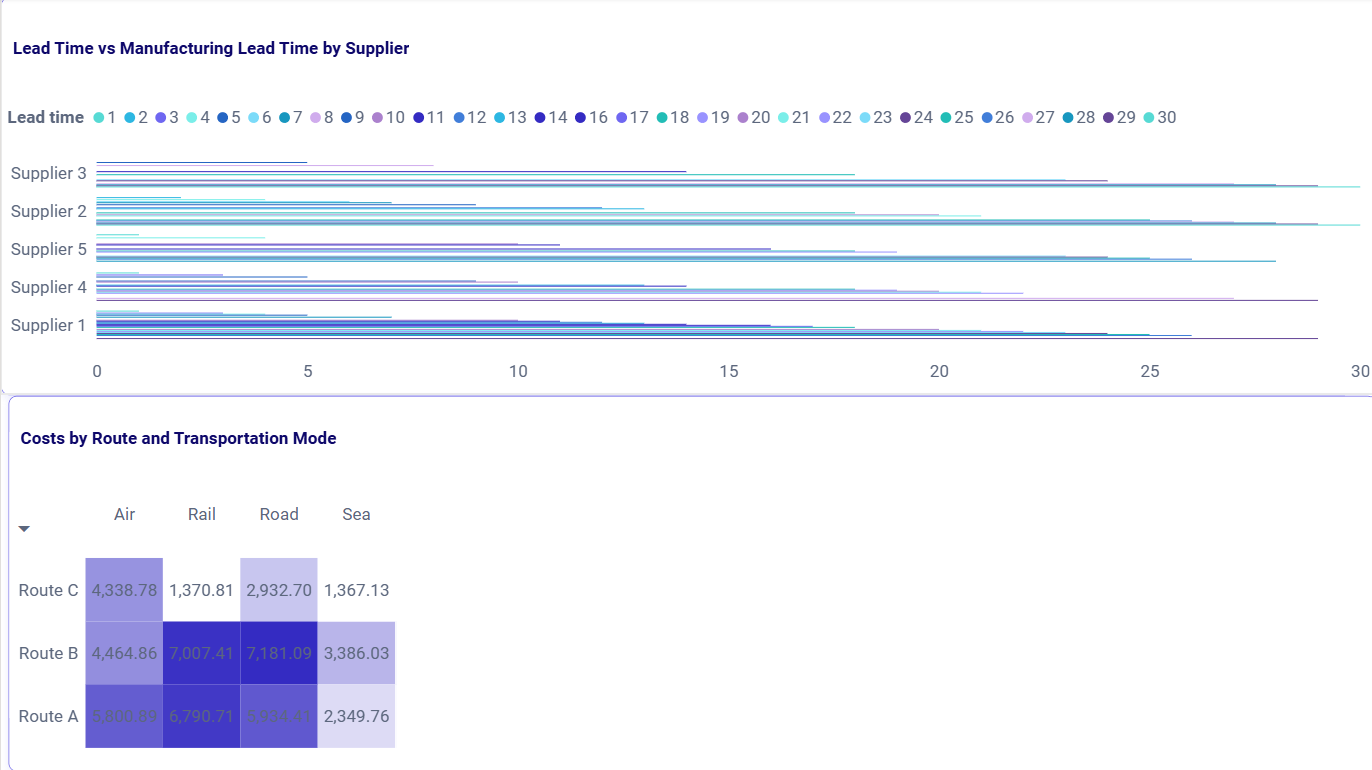 Lead Time vs Manufacturing Lead Time by Supplier
Lead time 1 2 3 4 5 6 7 8 9 10 11 12 13 14 16 17 18 19 20 21 22 23 24 25 26 27 28 29 30
Supplier 3
Supplier 2
Supplier 5
Supplier 4
Supplier 1
0 5 10 15 20 25 30
Costs by Route and Transportation Mode
Air Rail Road Sea
Route C 4,338.78 1,370.81 2,932.70 1,367.13
Route B 4,464.86 7,007.41 7,181.09 3,386.03
Route A 6,790.71 2,349.76